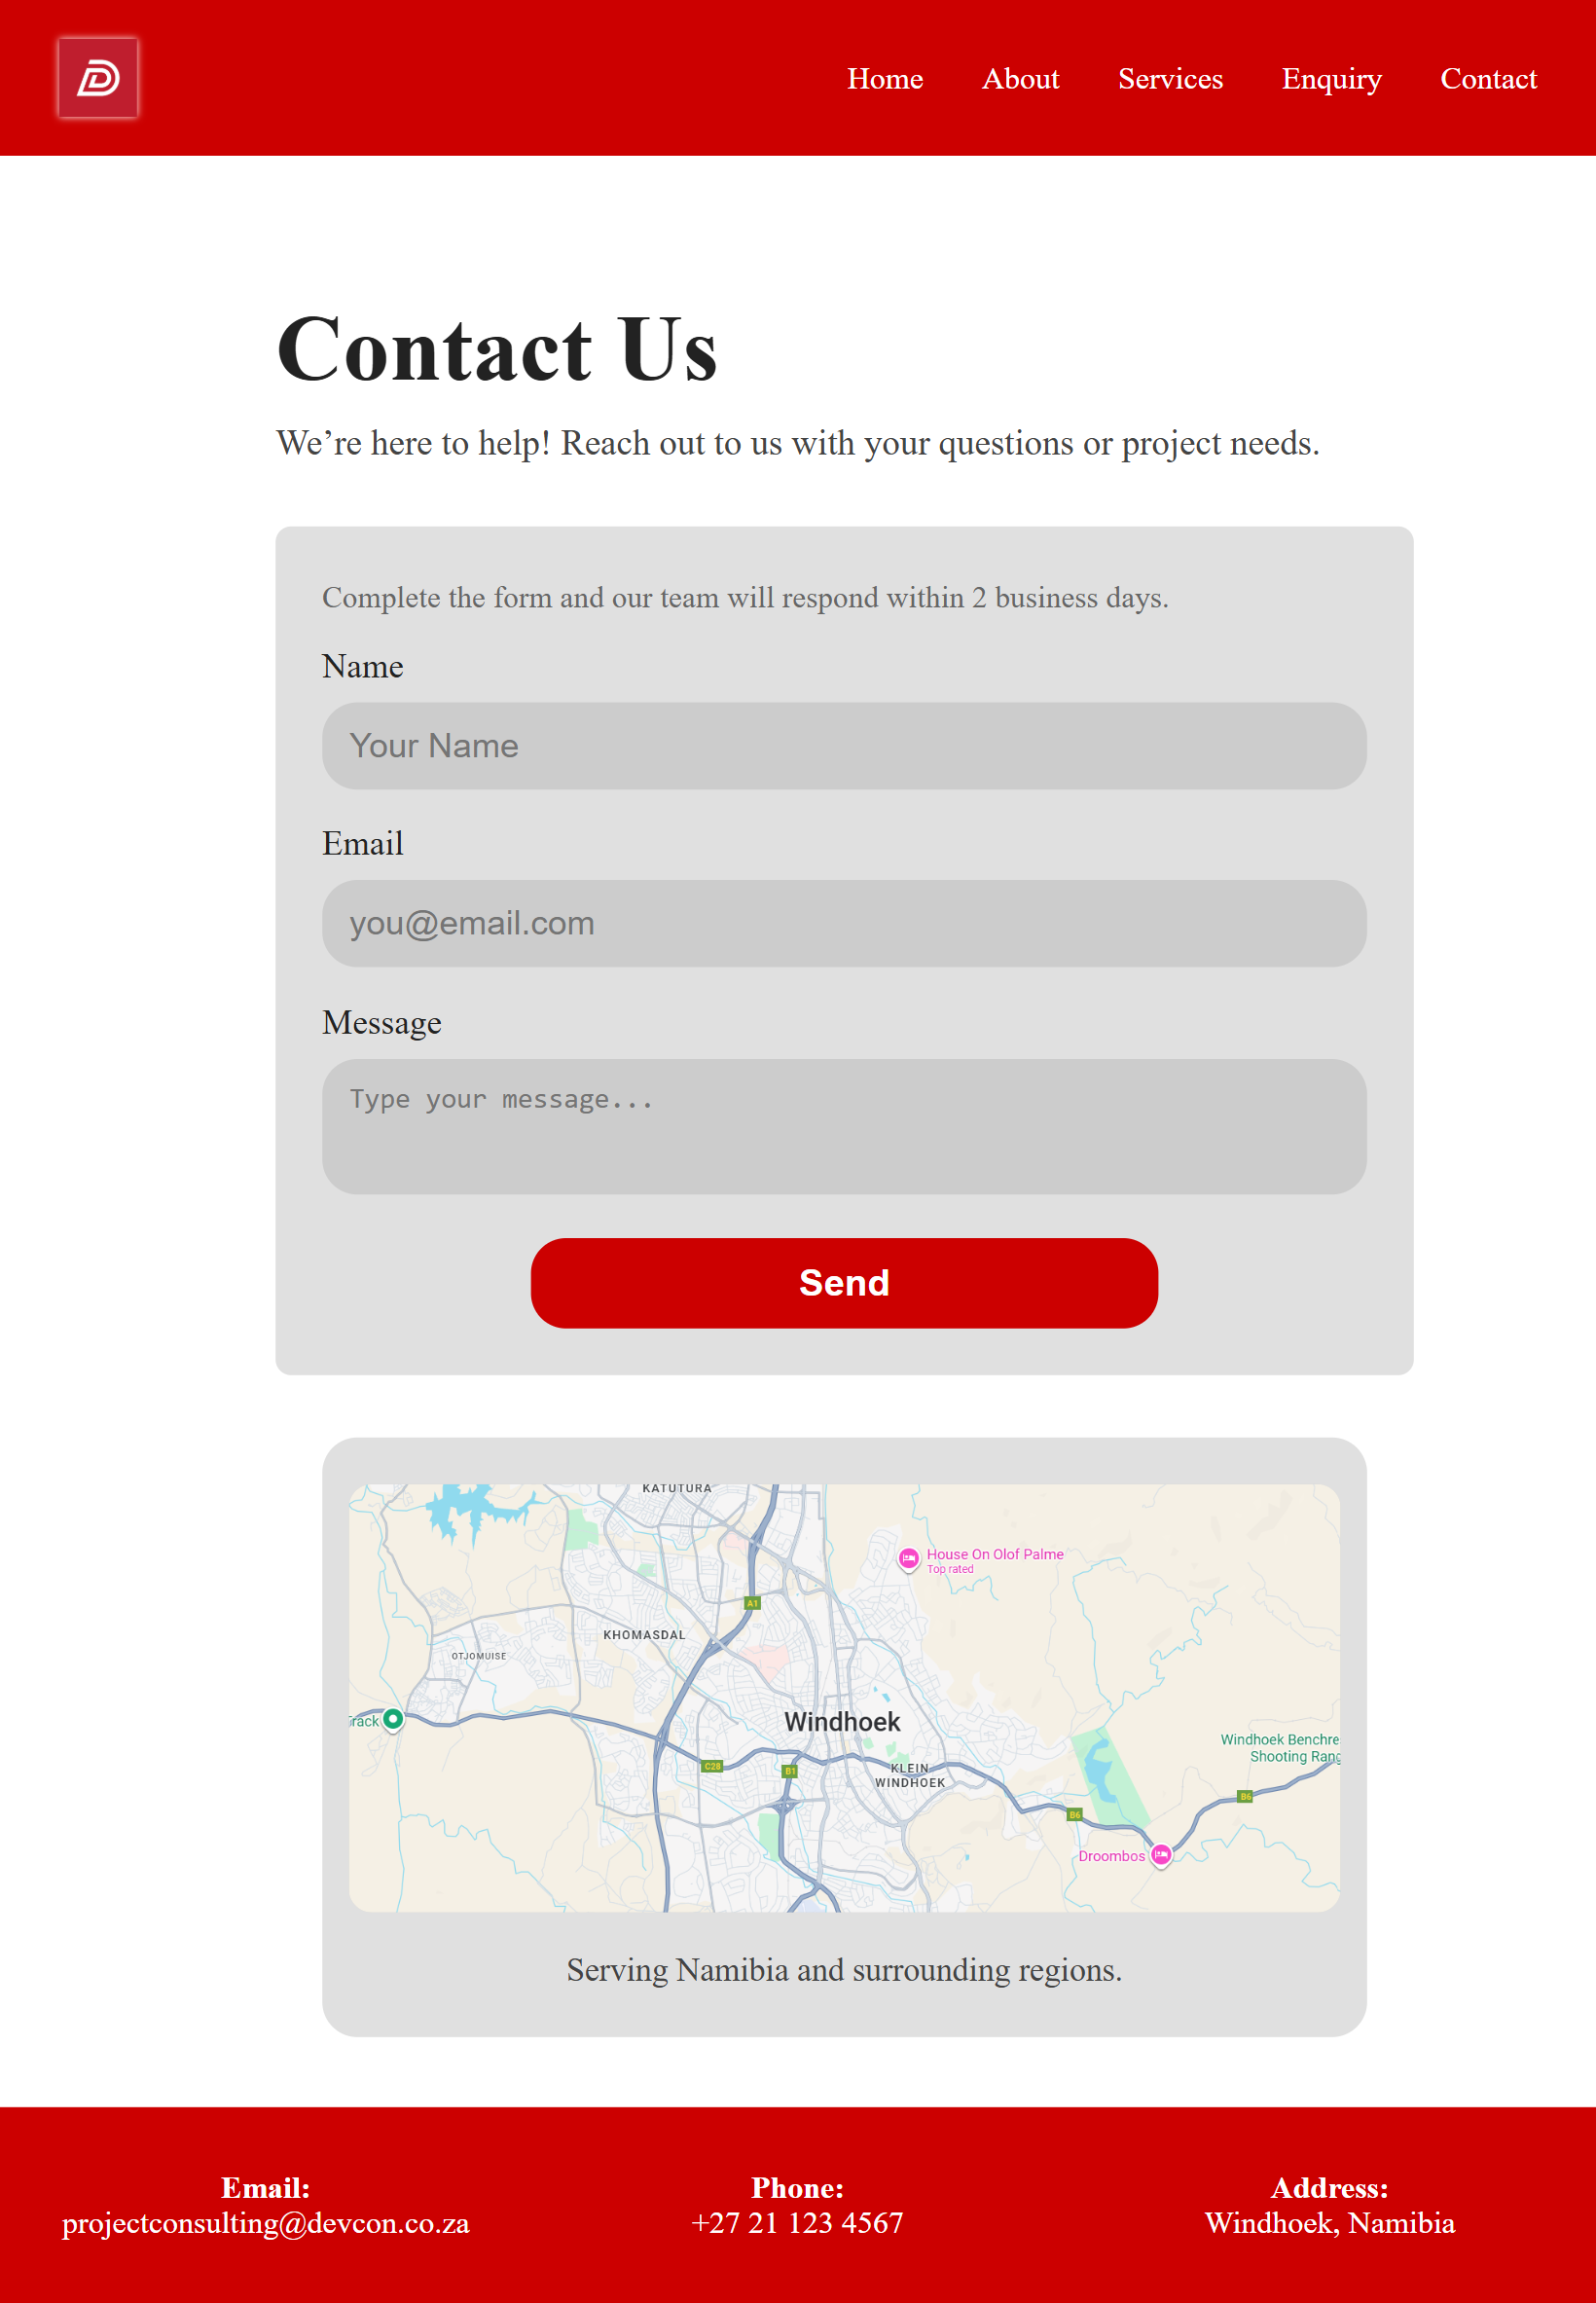 D
Home About Services Enquiry Contact
Contact Us
We’re here to help! Reach out to us with your questions or project needs.
Complete the form and our team will respond within 2 business days.
Name
Your Name
Email
you@email.com
Message
Type your message...
Send
KATUTURA
House On Olof Palme
Top rated
A1
KHOMASDAL
OTJOMUISE
Track
Windhoek
Windhoek Benchre
Shooting Rang
C28
B1
KLEIN
WINDHOEK
B6
B6
Droombos
Serving Namibia and surrounding regions.
Email: Phone: Address:
projectconsulting@devcon.co.za +27 21 123 4567 Windhoek, Namibia